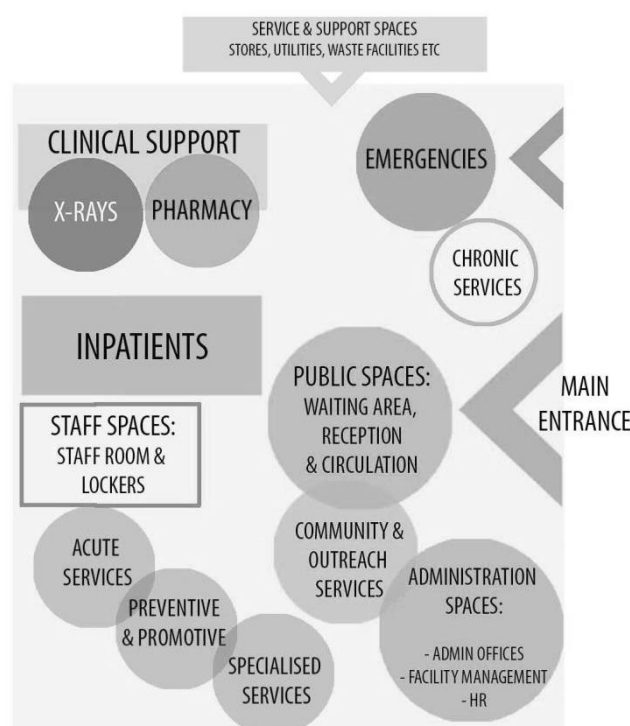 SERVICE & SUPPORT SPACES
STORES, UTILITIES, WASTE FACILITIES ETC
CLINICAL SUPPORT
X-RAYS
PHARMACY
EMERGENCIES
CHRONIC
SERVICES
INPATIENTS
PUBLIC SPACES:
WAITING AREA,
RECEPTION
& CIRCULATION
MAIN
ENTRANCE
STAFF SPACES:
STAFF ROOM &
LOCKERS
ACUTE
SERVICES
COMMUNITY &
OUTREACH
SERVICES
PREVENTIVE
& PROMOTIVE
SPECIALISED
SERVICES
ADMINISTRATION
SPACES:
- ADMIN OFFICES
- FACILITY MANAGEMENT
- HR